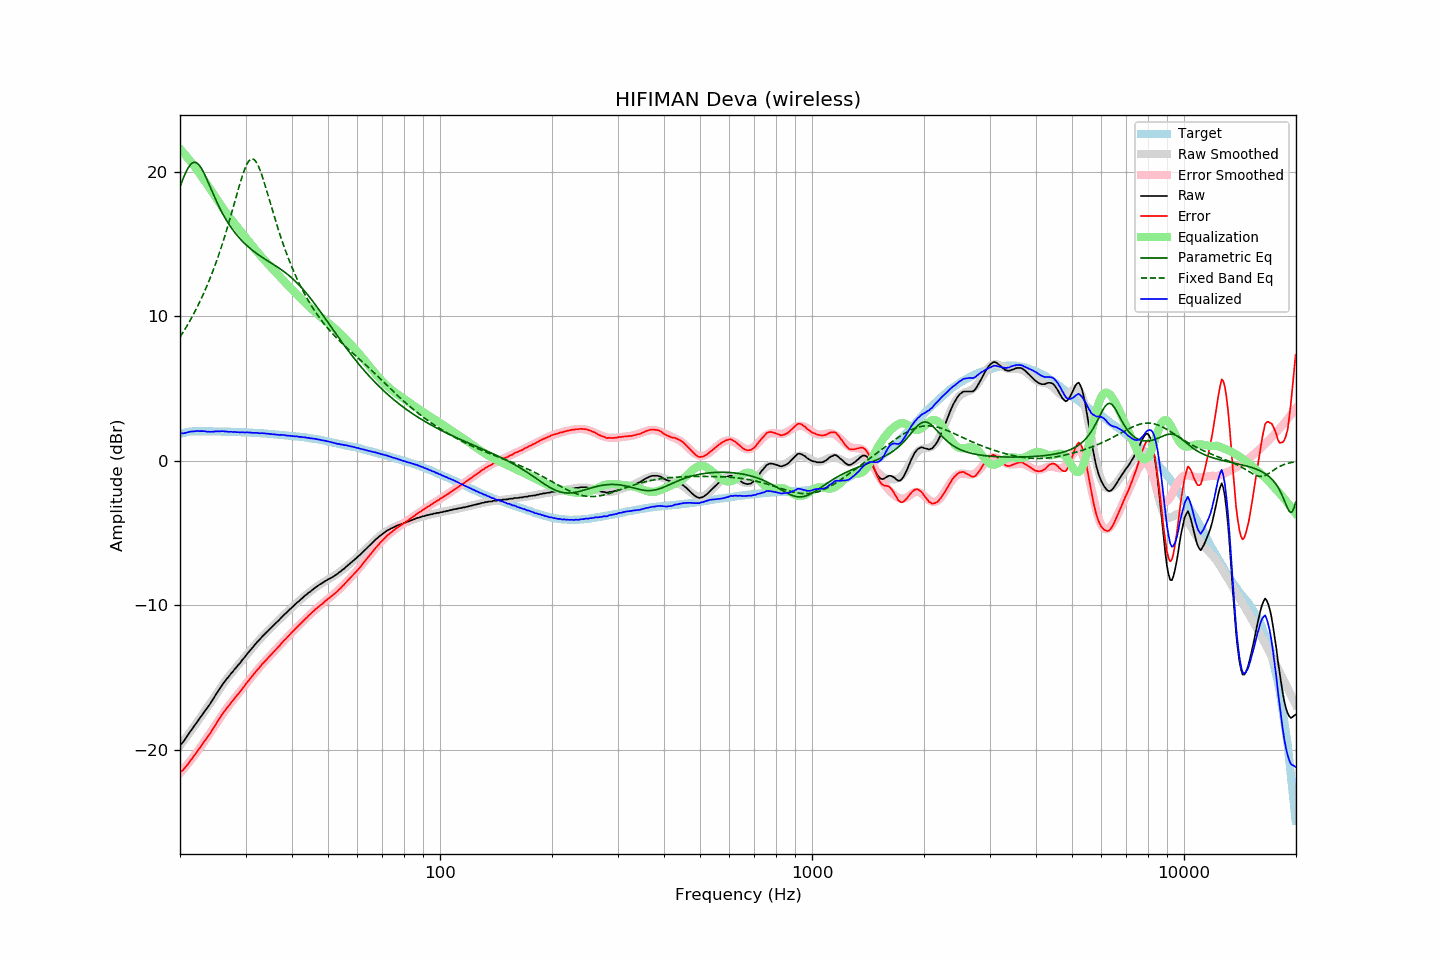 HIFIMAN Deva (wireless)
Target
Raw Smoothed
Error Smoothed
Raw
Error
Equalization
Parametric Eq
Fixed Band Eq
Equalized
20
10
0
−10
−20
Amplitude (dBr)
100
1000
10000
Frequency (Hz)